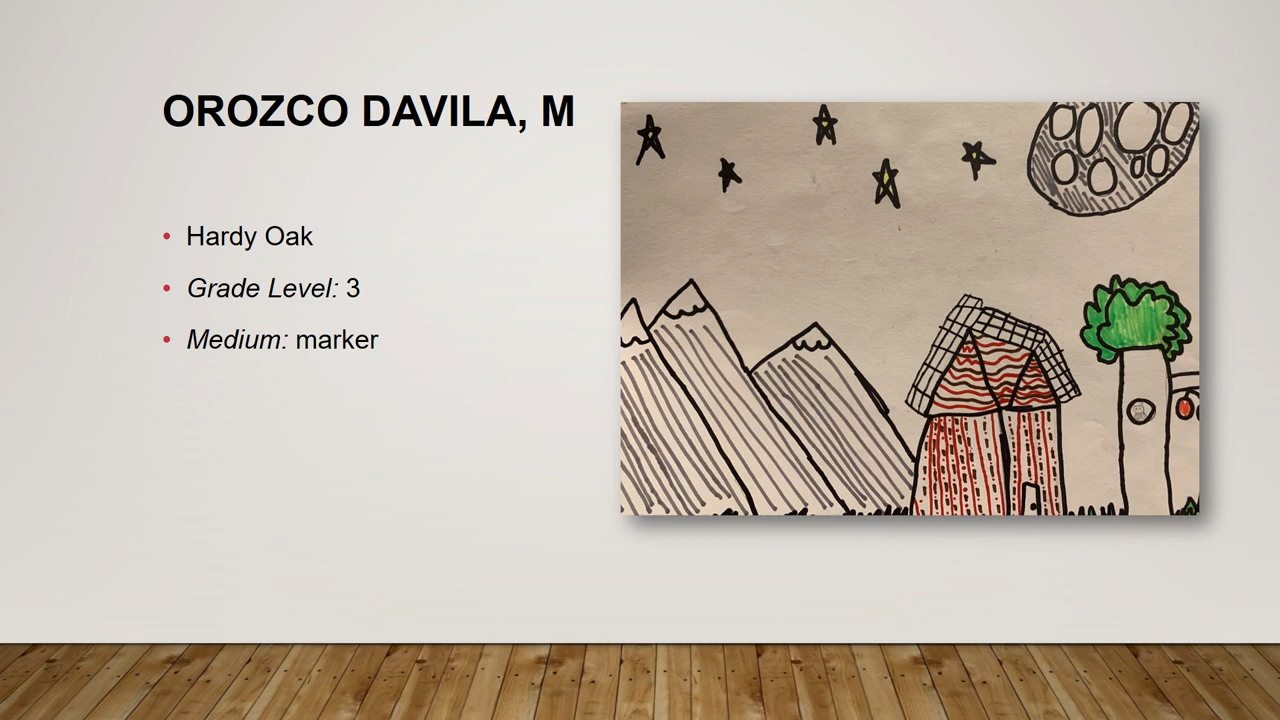 OROZCO DAVILA, M
• Hardy Oak
• Grade Level: 3
• Medium: marker